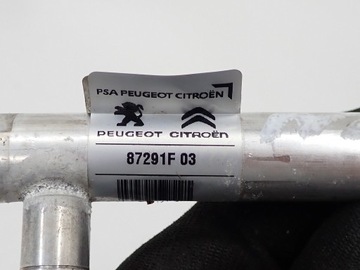 PSA PEUGEOT CITROËN
PEUGEOT CITROËN
87291F 03